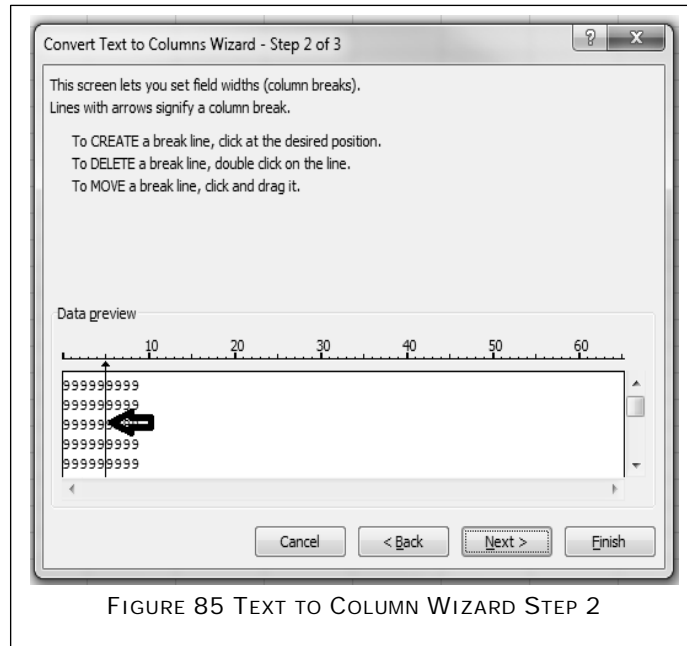 Convert Text to Columns Wizard - Step 2 of 3
?
X
This screen lets you set field widths (column breaks).
Lines with arrows signify a column break.
To CREATE a break line, click at the desired position.
To DELETE a break line, double click on the line.
To MOVE a break line, click and drag it.
Data preview
10 20 30 40 50 60
999999999
999999999
99999
999999999
999999999
Cancel
< Back
Next >
Finish
FIGURE 85 TEXT TO COLUMN WIZARD STEP 2